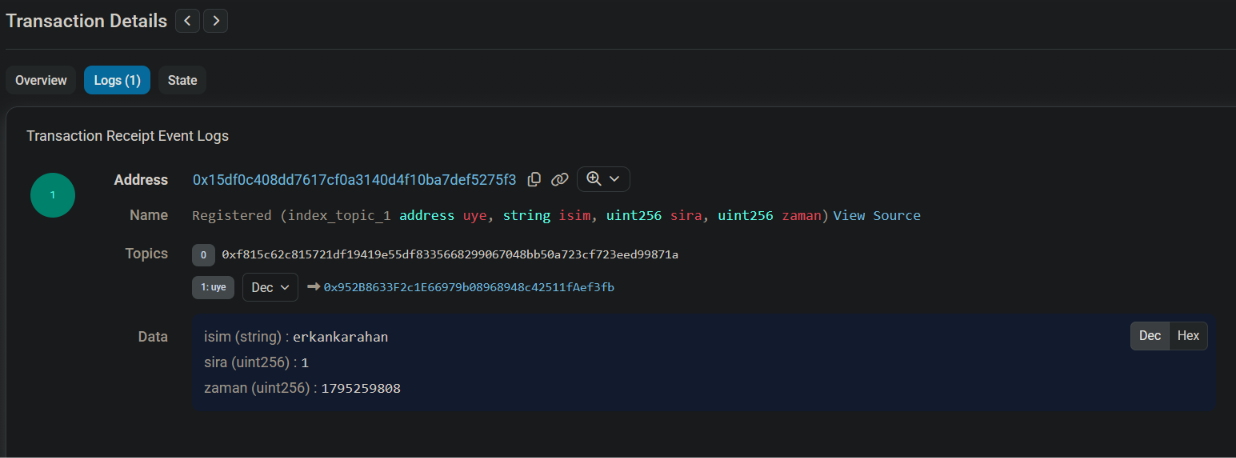 Transaction Details
Overview Logs (1) State
Transaction Receipt Event Logs
1
Address 0x15df0c408dd7617cf0a3140d4f10ba7def5275f3
Name Registered (index_topic_1 address uye, string isim, uint256 sira, uint256 zaman) View Source
Topics 0 0xf815c62c815721df19419e55df8335668299067048bb50a723cf723eed99871a
1: uye Dec 0x952B8633F2c1E66979b08968948c42511fAef3fb
Data isim (string) : erkankarahan Dec Hex
sira (uint256) : 1
zaman (uint256) : 1795259808